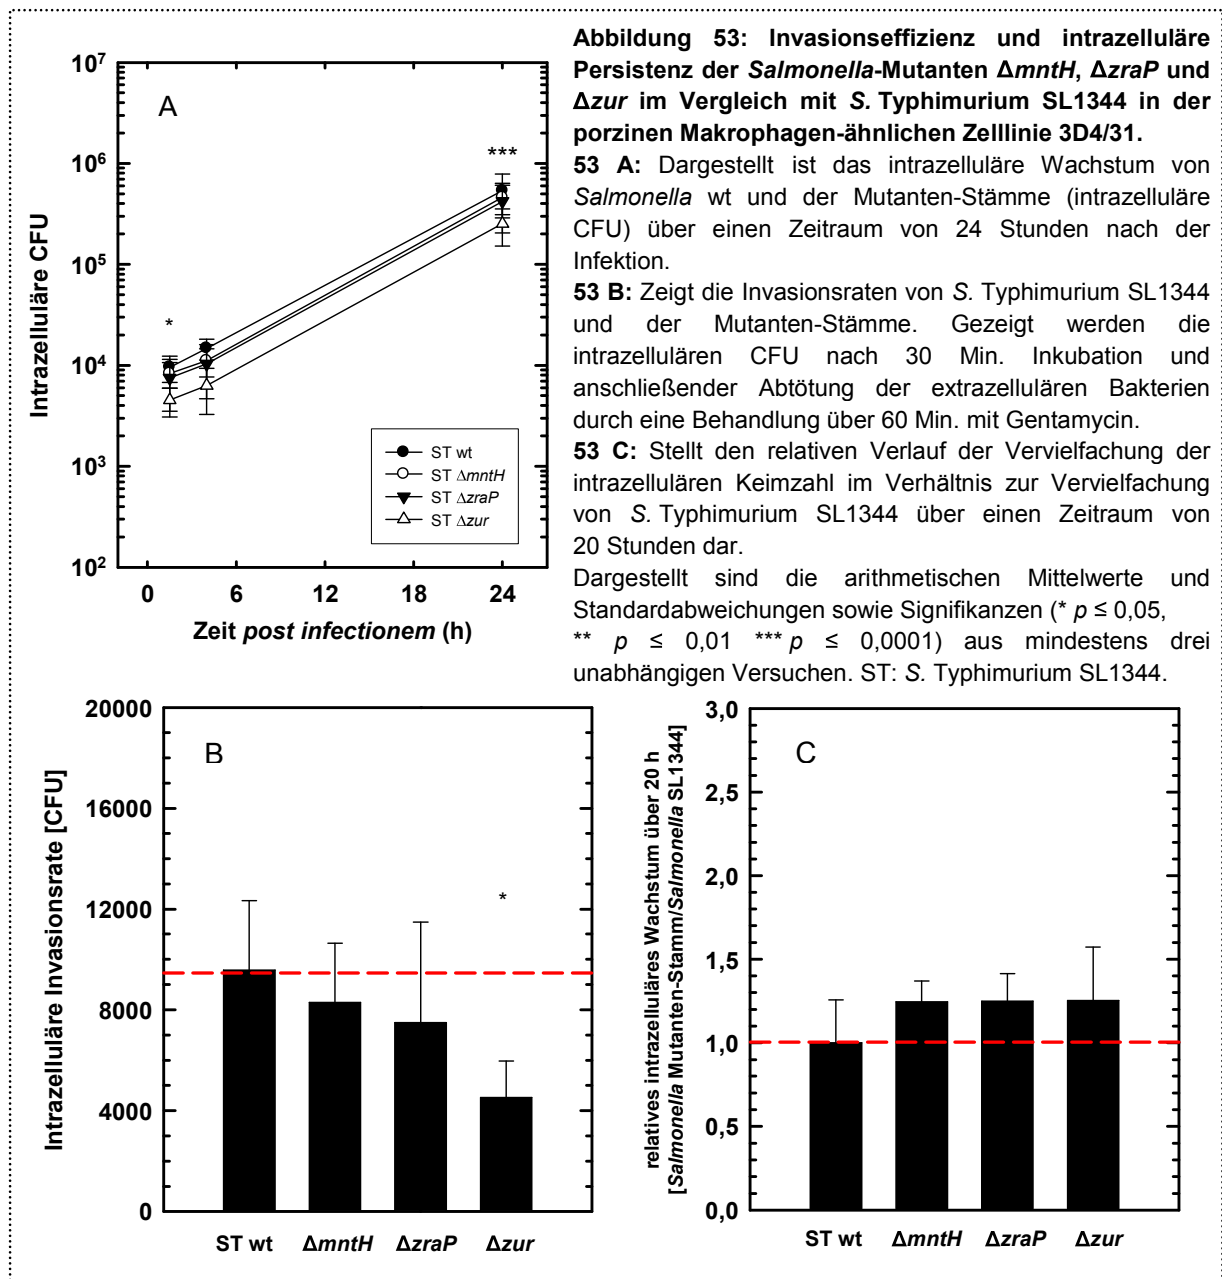 Abbildung 53: Invasionseffizienz und intrazelluläre
Persistenz der Salmonella-Mutanten ΔmntH, ΔzraP und
Δzur im Vergleich mit S. Typhimurium SL1344 in der
porzinen Makrophagen-ähnlichen Zelllinie 3D4/31.
53 A: Dargestellt ist das intrazelluläre Wachstum von
Salmonella wt und der Mutanten-Stämme (intrazelluläre
CFU) über einen Zeitraum von 24 Stunden nach der
Infektion.
53 B: Zeigt die Invasionsraten von S. Typhimurium SL1344
und der Mutanten-Stämme. Gezeigt werden die
intrazellulären CFU nach 30 Min. Inkubation und
anschließender Abtötung der extrazellulären Bakterien
durch eine Behandlung über 60 Min. mit Gentamycin.
53 C: Stellt den relativen Verlauf der Vervielfachung der
intrazellulären Keimzahl im Verhältnis zur Vervielfachung
von S. Typhimurium SL1344 über einen Zeitraum von
20 Stunden dar.
Dargestellt sind die arithmetischen Mittelwerte und
Standardabweichungen sowie Signifikanzen (* p ≤ 0,05,
** p ≤ 0,01 *** p ≤ 0,0001) aus mindestens drei
unabhängigen Versuchen. ST: S. Typhimurium SL1344.
A
Intrazelluläre CFU
10⁷
10⁶
10⁵
10⁴
10³
10²
*
***
ST wt
ST ΔmntH
ST ΔzraP
ST Δzur
0 6 12 18 24
Zeit post infectionem (h)
B
Intrazelluläre Invasionsrate [CFU]
20000
16000
12000
8000
4000
0
*
ST wt ΔmntH ΔzraP Δzur
C
relatives intrazelluläres Wachstum über 20 h
[Salmonella Mutanten-Stamm/Salmonella SL1344]
3,0
2,5
2,0
1,5
1,0
0,5
0,0
ST wt ΔmntH ΔzraP Δzur